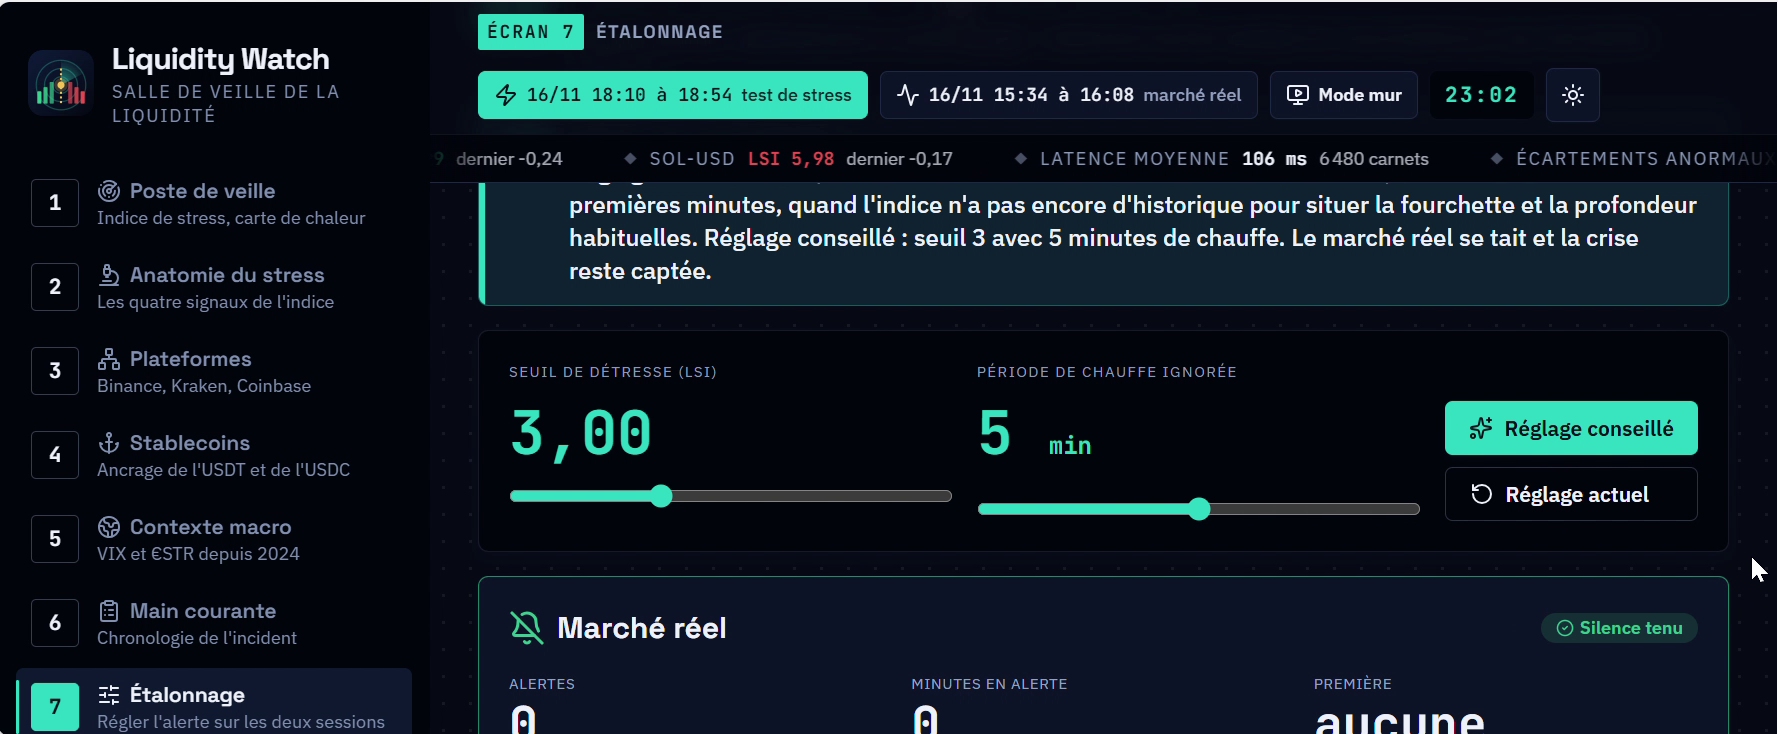 Liquidity Watch
SALLE DE VEILLE DE LA
LIQUIDITÉ
1
Poste de veille
Indice de stress, carte de chaleur
2
Anatomie du stress
Les quatre signaux de l'indice
3
Plateformes
Binance, Kraken, Coinbase
4
Stablecoins
Ancrage de l'USDT et de l'USDC
5
Contexte macro
VIX et €STR depuis 2024
6
Main courante
Chronologie de l'incident
7
Étalonnage
Régler l'alerte sur les deux sessions
ÉCRAN 7 ÉTALONNAGE
16/11 18:10 à 18:54 test de stress
16/11 15:34 à 16:08 marché réel
Mode mur
23:02
9 dernier -0,24 ◆ SOL-USD LSI 5,98 dernier -0,17 ◆ LATENCE MOYENNE 106 ms 6 480 carnets ◆ ÉCARTEMENTS ANORMAUX
premières minutes, quand l'indice n'a pas encore d'historique pour situer la fourchette et la profondeur
habituelles. Réglage conseillé : seuil 3 avec 5 minutes de chauffe. Le marché réel se tait et la crise
reste captée.
SEUIL DE DÉTRESSE (LSI)
3,00
PÉRIODE DE CHAUFFE IGNORÉE
5 min
Réglage conseillé
Réglage actuel
Marché réel
Silence tenu
ALERTES
0
MINUTES EN ALERTE
0
PREMIÈRE
aucune